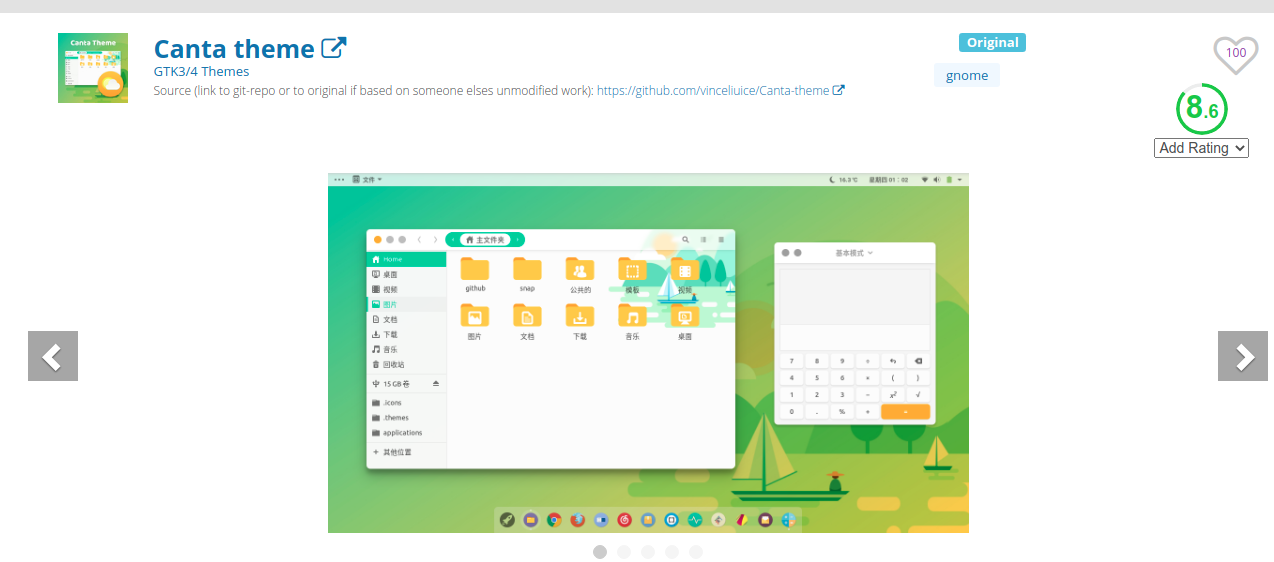 Canta Theme
Canta theme
GTK3/4 Themes
Source (link to git-repo or to original if based on someone elses unmodified work): https://github.com/vinceliuice/Canta-theme
Original
gnome
100
8.6
Add Rating
文件
16.3 °C
星期四 01：02
主文件夹
Home
桌面
视频
图片
文档
下载
音乐
回收站
15 GB 卷
.icons
.themes
applications
+ 其他位置
github snap 公共的 模板 视频
图片 文档 下载 音乐 桌面
基本模式
7 8 9 ÷
4 5 6 × ( )
1 2 3 − x² √
0 . % + =